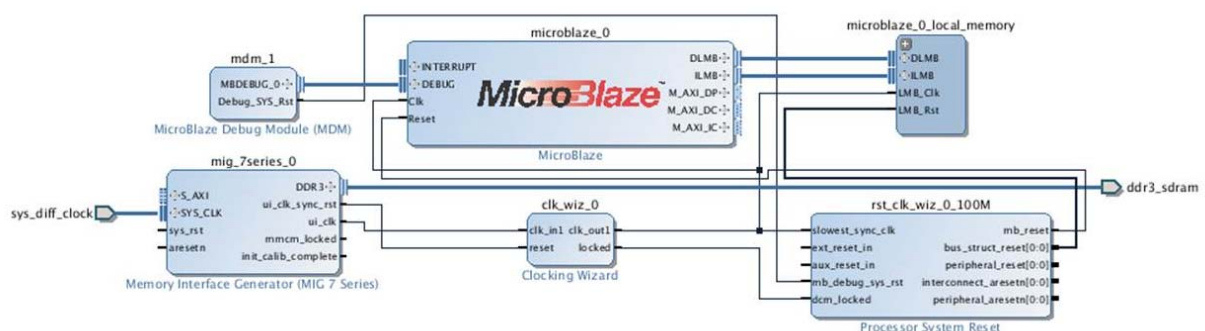 microblaze_0
microblaze_0_local_memory
mdm_1
MBDEBUG_0
Debug_SYS_Rst
MicroBlaze Debug Module (MDM)
INTERRUPT
DEBUG
Clk
Reset
MicroBlaze™
DLMB
ILMB
M_AXI_DP
M_AXI_DC
M_AXI_IC
MicroBlaze
DLMB
ILMB
LMB_Clk
LMB_Rst
mig_7series_0
S_AXI
SYS_CLK
sys_rst
aresetn
DDR3
ui_clk_sync_rst
ui_clk
mmcm_locked
init_calib_complete
Memory Interface Generator (MIG 7 Series)
sys_diff_clock
ddr3_sdram
clk_wiz_0
clk_in1 clk_out1
reset locked
Clocking Wizard
rst_clk_wiz_0_100M
slowest_sync_clk mb_reset
ext_reset_in bus_struct_reset[0:0]
aux_reset_in peripheral_reset[0:0]
mb_debug_sys_rst interconnect_aresetn[0:0]
dcm_locked peripheral_aresetn[0:0]
Processor System Reset